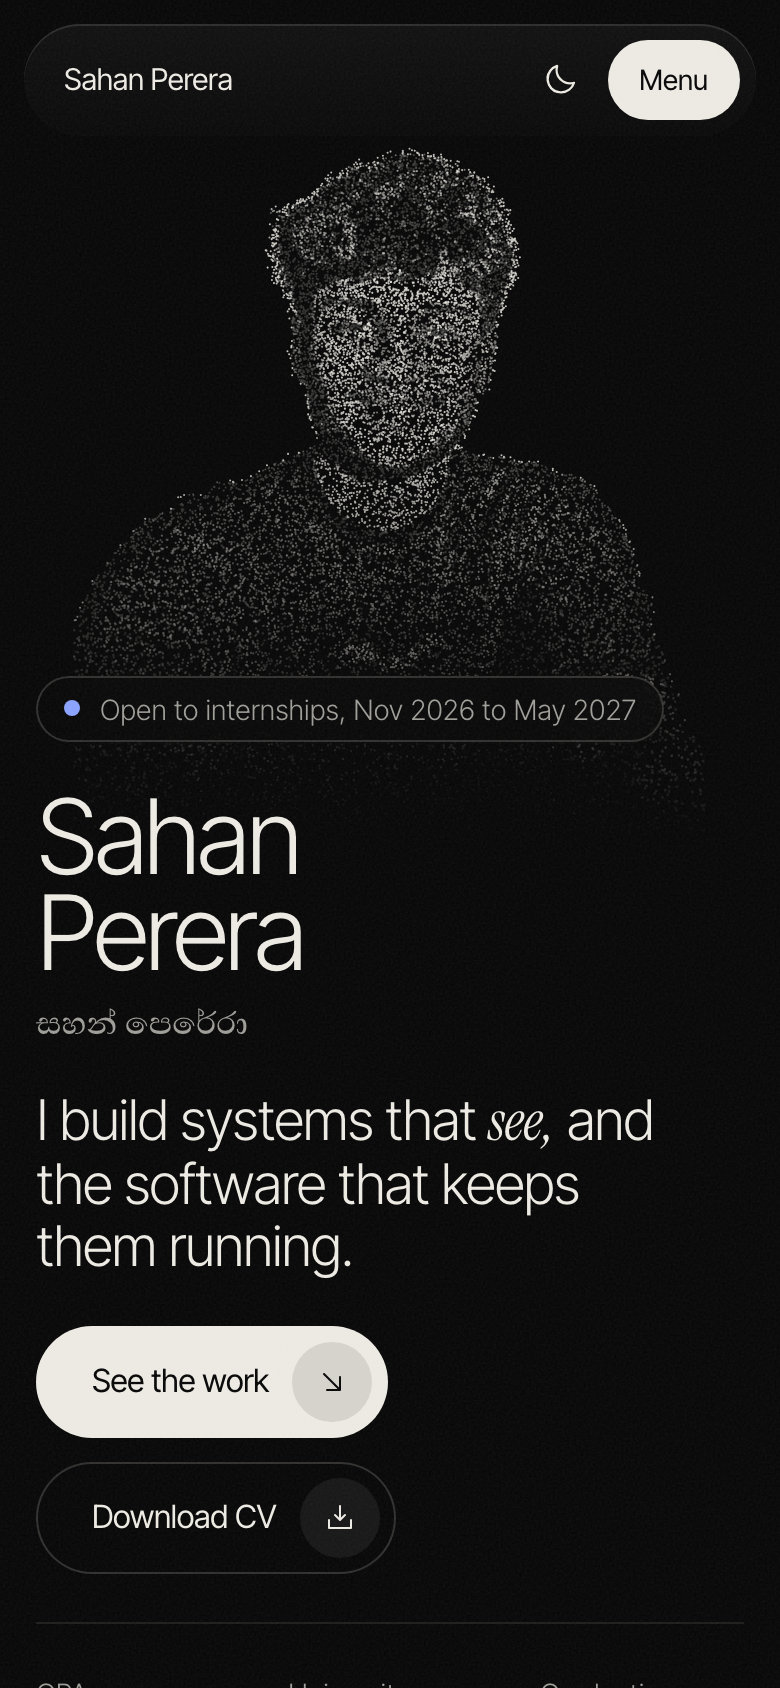 Sahan Perera
Menu
Open to internships, Nov 2026 to May 2027
Sahan
Perera
සහන් පෙරේරා
I build systems that see, and
the software that keeps
them running.
See the work
Download CV